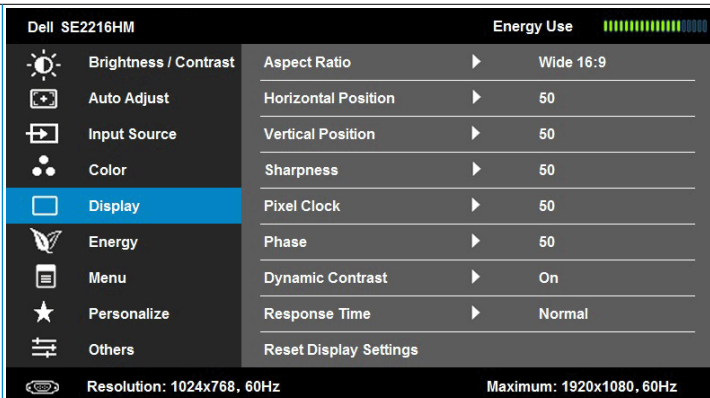 Dell SE2216HM Energy Use
Brightness / Contrast Aspect Ratio Wide 16:9
Auto Adjust Horizontal Position 50
Input Source Vertical Position 50
Color Sharpness 50
Display Pixel Clock 50
Energy Phase 50
Menu Dynamic Contrast On
Personalize Response Time Normal
Others Reset Display Settings
Resolution: 1024x768, 60Hz Maximum: 1920x1080, 60Hz